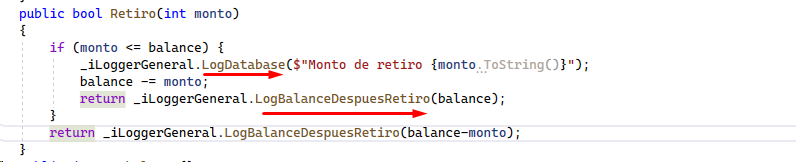 public bool Retiro(int monto)
{
if (monto <= balance) {
_iLoggerGeneral.LogDatabase($"Monto de retiro {monto.ToString()}");
balance -= monto;
return _iLoggerGeneral.LogBalanceDespuesRetiro(balance);
}
return _iLoggerGeneral.LogBalanceDespuesRetiro(balance-monto);
}